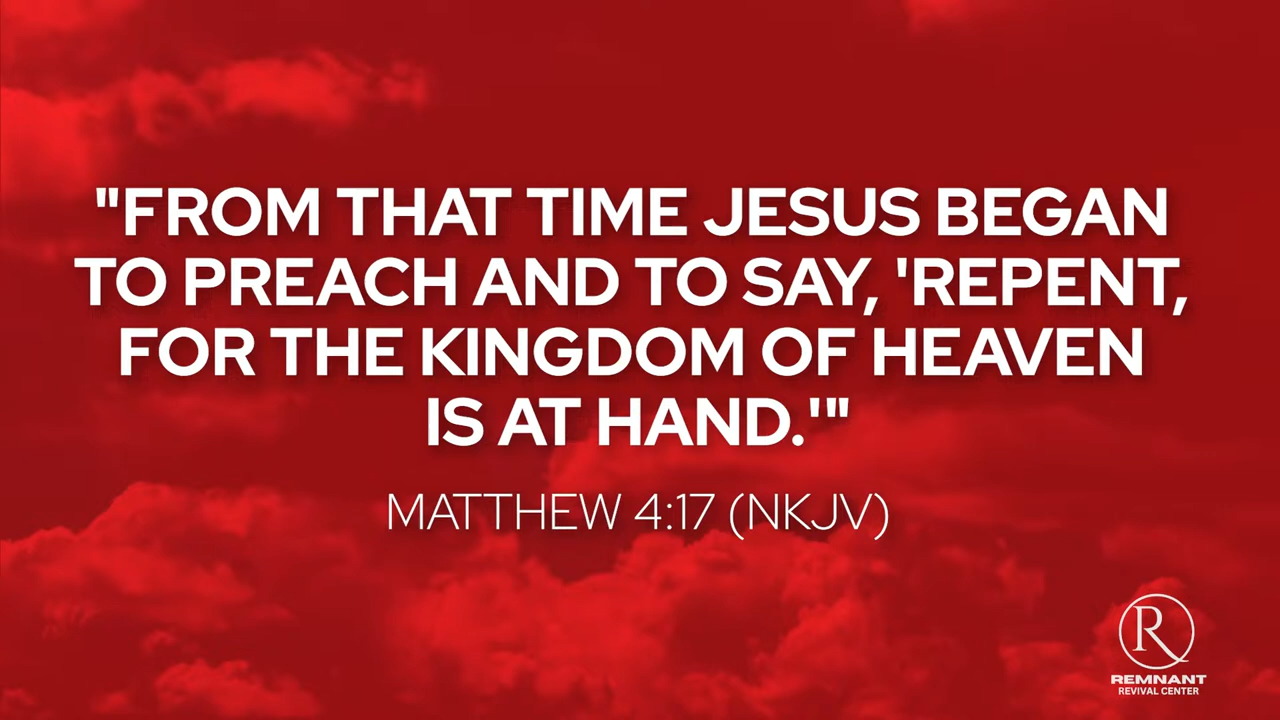 "FROM THAT TIME JESUS BEGAN
TO PREACH AND TO SAY, 'REPENT,
FOR THE KINGDOM OF HEAVEN
IS AT HAND.'"
MATTHEW 4:17 (NKJV)
R
REMNANT
REVIVAL CENTER